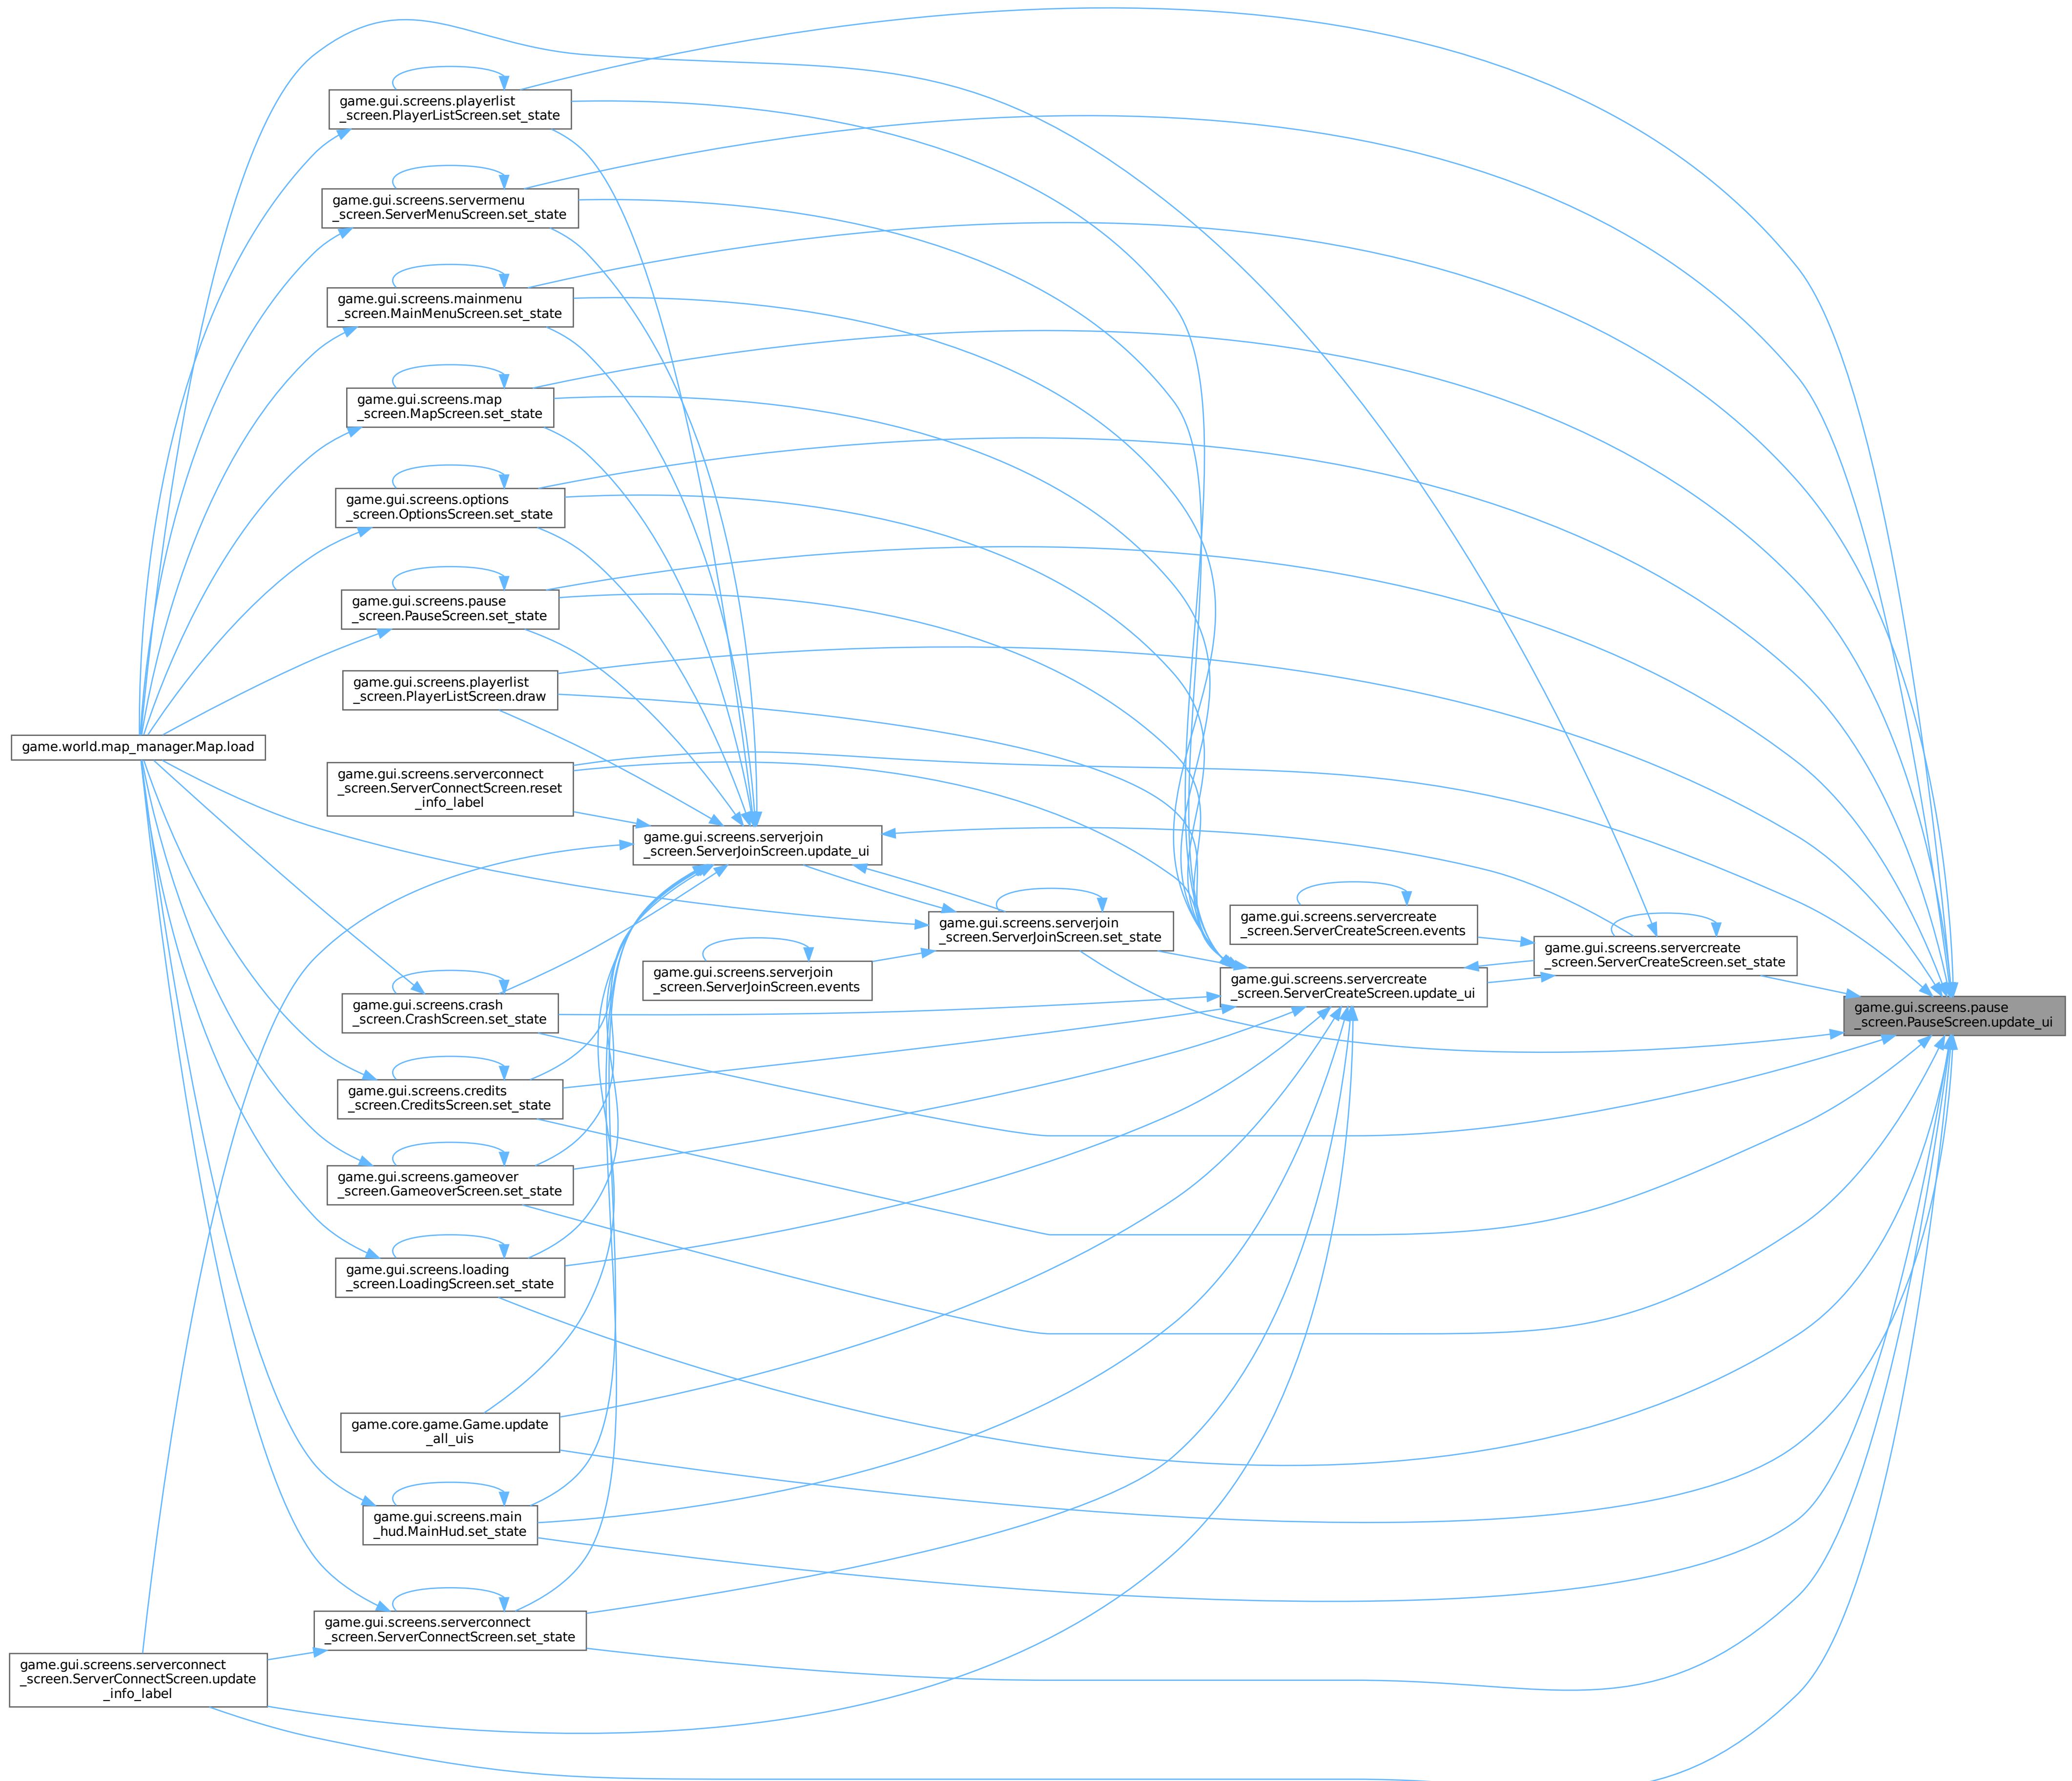 game.gui.screens.playerlist
_screen.PlayerListScreen.set_state
game.gui.screens.servermenu
_screen.ServerMenuScreen.set_state
game.gui.screens.mainmenu
_screen.MainMenuScreen.set_state
game.gui.screens.map
_screen.MapScreen.set_state
game.gui.screens.options
_screen.OptionsScreen.set_state
game.gui.screens.pause
_screen.PauseScreen.set_state
game.gui.screens.playerlist
_screen.PlayerListScreen.draw
game.world.map_manager.Map.load
game.gui.screens.serverconnect
_screen.ServerConnectScreen.reset
_info_label
game.gui.screens.serverjoin
_screen.ServerJoinScreen.update_ui
game.gui.screens.serverjoin
_screen.ServerJoinScreen.set_state
game.gui.screens.servercreate
_screen.ServerCreateScreen.events
game.gui.screens.servercreate
_screen.ServerCreateScreen.set_state
game.gui.screens.serverjoin
_screen.ServerJoinScreen.events
game.gui.screens.servercreate
_screen.ServerCreateScreen.update_ui
game.gui.screens.pause
_screen.PauseScreen.update_ui
game.gui.screens.crash
_screen.CrashScreen.set_state
game.gui.screens.credits
_screen.CreditsScreen.set_state
game.gui.screens.gameover
_screen.GameoverScreen.set_state
game.gui.screens.loading
_screen.LoadingScreen.set_state
game.core.game.Game.update
_all_uis
game.gui.screens.main
_hud.MainHud.set_state
game.gui.screens.serverconnect
_screen.ServerConnectScreen.set_state
game.gui.screens.serverconnect
_screen.ServerConnectScreen.update
_info_label